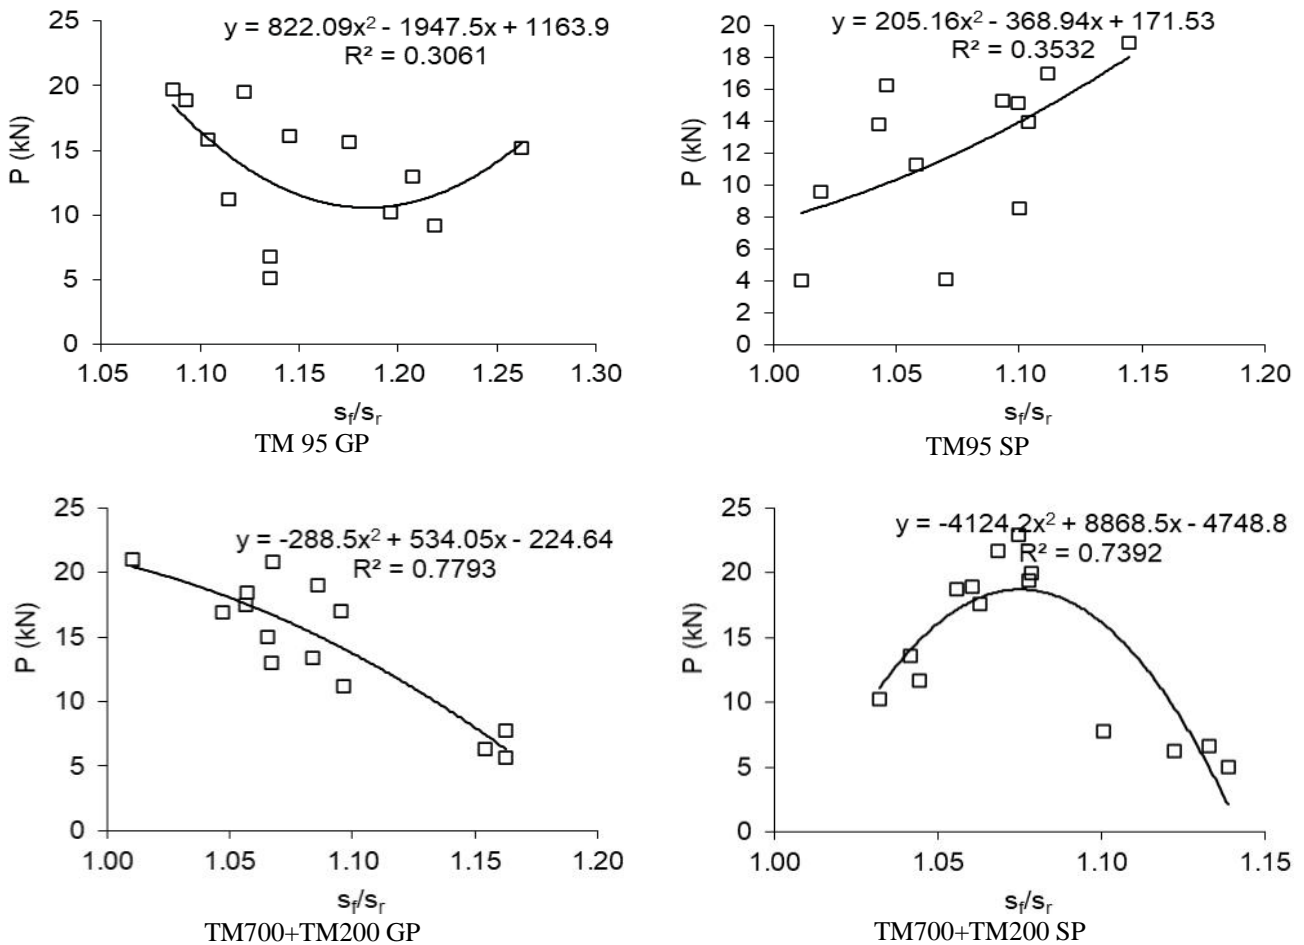 y = 822.09x² - 1947.5x + 1163.9
R² = 0.3061
P (kN)
25
20
15
10
5
0
1.05 1.10 1.15 1.20 1.25 1.30
s_f/s_r
TM 95 GP
y = 205.16x² - 368.94x + 171.53
R² = 0.3532
P (kN)
20
18
16
14
12
10
8
6
4
2
0
1.00 1.05 1.10 1.15 1.20
s_f/s_r
TM95 SP
y = -288.5x² + 534.05x - 224.64
R² = 0.7793
P (kN)
25
20
15
10
5
0
1.00 1.05 1.10 1.15 1.20
s_f/s_r
TM700+TM200 GP
y = -4124.2x² + 8868.5x - 4748.8
R² = 0.7392
P (kN)
25
20
15
10
5
0
1.00 1.05 1.10 1.15
s_f/s_r
TM700+TM200 SP